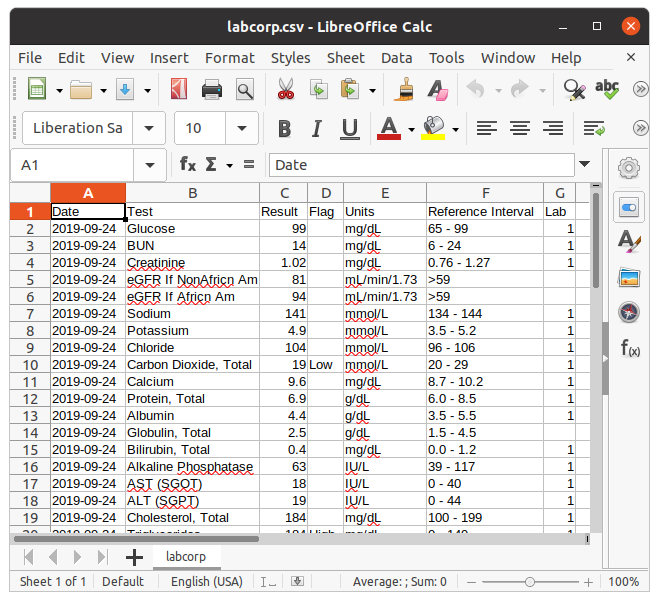 labcorp.csv - LibreOffice Calc
File Edit View Insert Format Styles Sheet Data Tools Window Help
abc
Liberation Sa 10 B I U A
A1 fx Σ = Date
A B C D E F G
1 Date Test Result Flag Units Reference Interval Lab
2 2019-09-24 Glucose 99 mg/dL 65 - 99 1
3 2019-09-24 BUN 14 mg/dL 6 - 24 1
4 2019-09-24 Creatinine 1.02 mg/dL 0.76 - 1.27 1
5 2019-09-24 eGFR If NonAfricn Am 81 mL/min/1.73 >59
6 2019-09-24 eGFR If Africn Am 94 mL/min/1.73 >59
7 2019-09-24 Sodium 141 mmol/L 134 - 144 1
8 2019-09-24 Potassium 4.9 mmol/L 3.5 - 5.2 1
9 2019-09-24 Chloride 104 mmol/L 96 - 106 1
10 2019-09-24 Carbon Dioxide, Total 19 Low mmol/L 20 - 29 1
11 2019-09-24 Calcium 9.6 mg/dL 8.7 - 10.2 1
12 2019-09-24 Protein, Total 6.9 g/dL 6.0 - 8.5 1
13 2019-09-24 Albumin 4.4 g/dL 3.5 - 5.5 1
14 2019-09-24 Globulin, Total 2.5 g/dL 1.5 - 4.5
15 2019-09-24 Bilirubin, Total 0.4 mg/dL 0.0 - 1.2 1
16 2019-09-24 Alkaline Phosphatase 63 IU/L 39 - 117 1
17 2019-09-24 AST (SGOT) 18 IU/L 0 - 40 1
18 2019-09-24 ALT (SGPT) 19 IU/L 0 - 44 1
19 2019-09-24 Cholesterol, Total 184 mg/dL 100 - 199 1
labcorp
Sheet 1 of 1 Default English (USA) Average: ; Sum: 0 100%